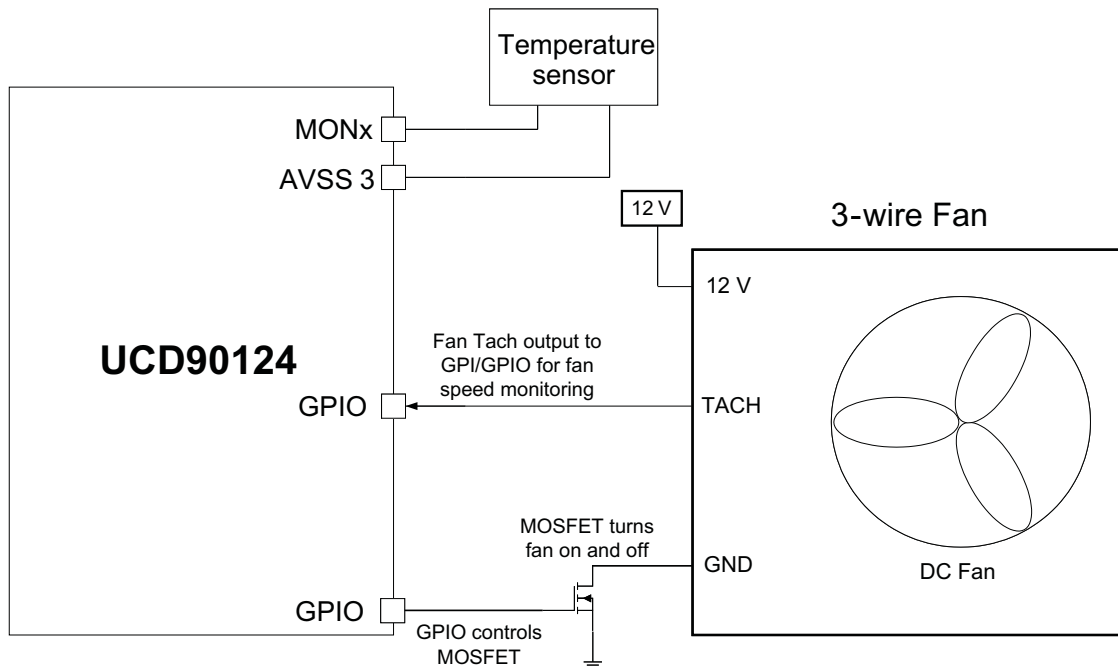 Temperature
sensor
MONx
AVSS 3
12 V
3-wire Fan
12 V
Fan Tach output to
GPI/GPIO for fan
speed monitoring
UCD90124
GPIO
TACH
MOSFET turns
fan on and off
GND
DC Fan
GPIO
GPIO controls
MOSFET